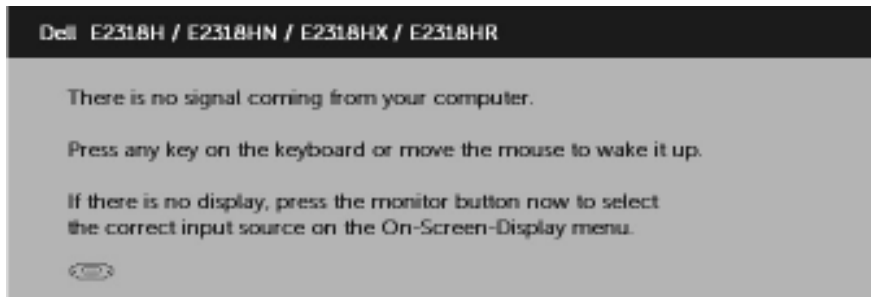 Dell E2318H / E2318HN / E2318HX / E2318HR
There is no signal coming from your computer.
Press any key on the keyboard or move the mouse to wake it up.
If there is no display, press the monitor button now to select
the correct input source on the On-Screen-Display menu.